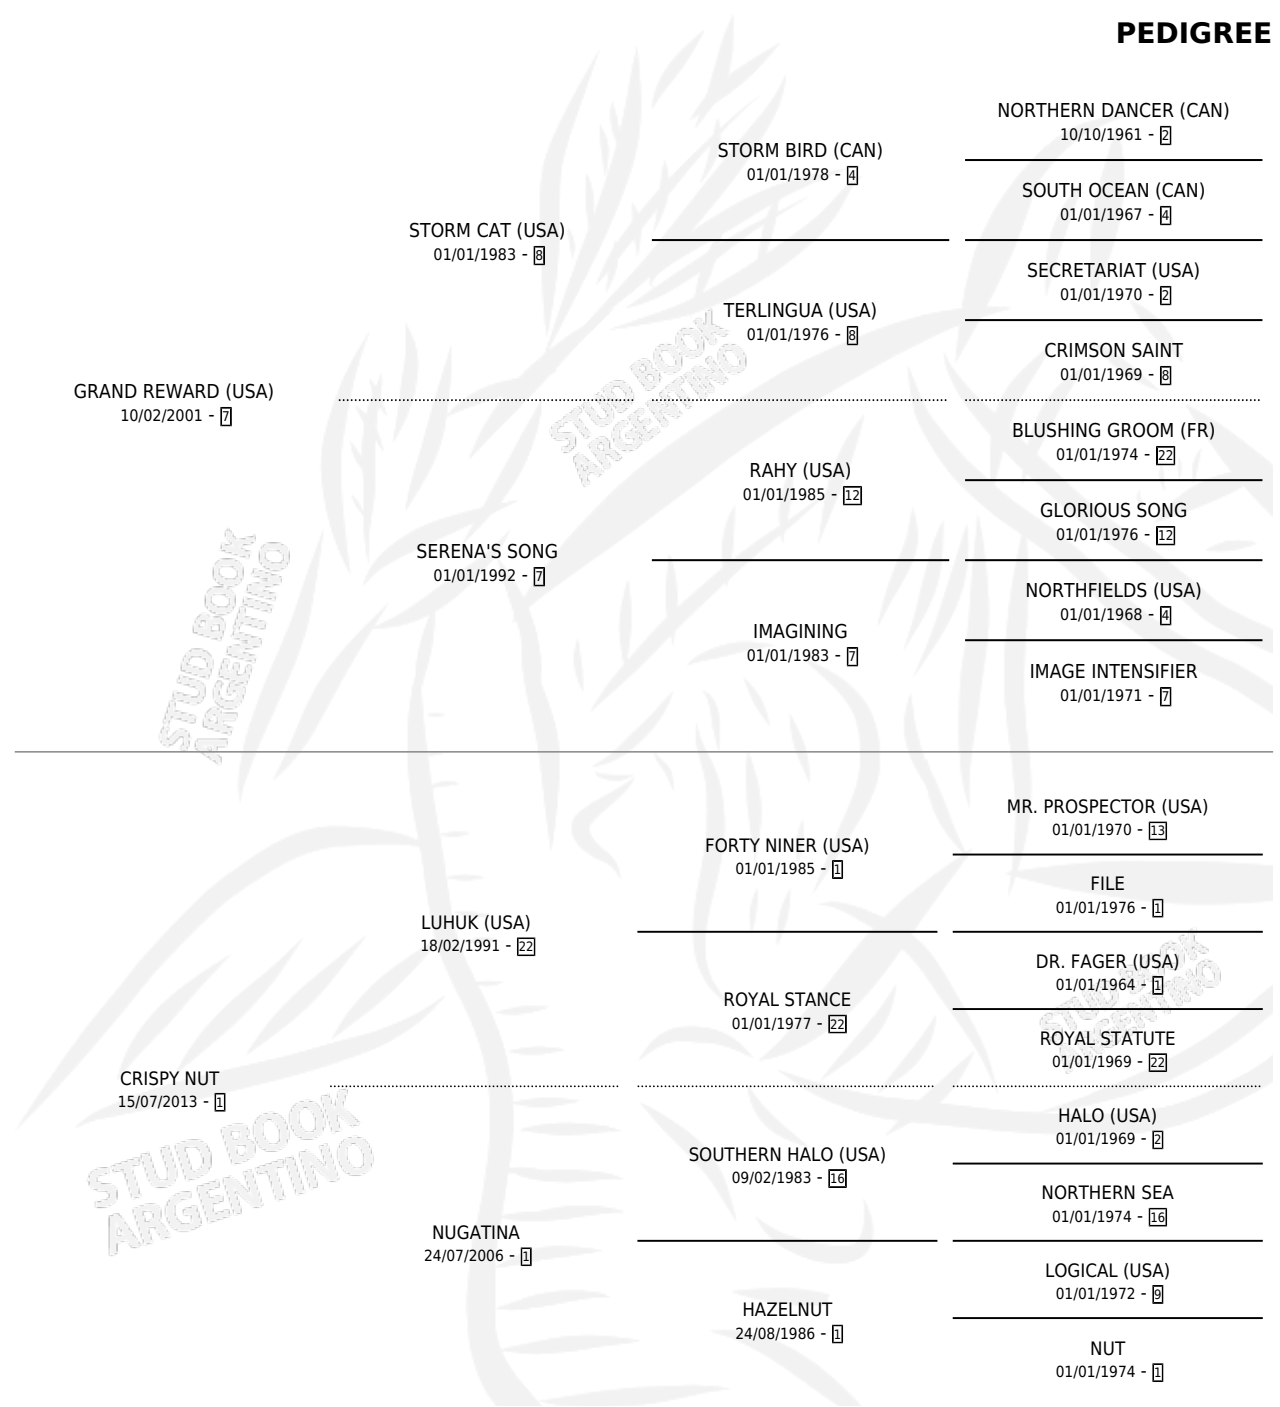 PEDIGREE
NORTHERN DANCER (CAN)
10/10/1961 - 2
STORM BIRD (CAN)
01/01/1978 - 4
SOUTH OCEAN (CAN)
01/01/1967 - 4
STORM CAT (USA)
01/01/1983 - 8
SECRETARIAT (USA)
01/01/1970 - 2
TERLINGUA (USA)
01/01/1976 - 8
CRIMSON SAINT
01/01/1969 - 8
GRAND REWARD (USA)
10/02/2001 - 7
BLUSHING GROOM (FR)
01/01/1974 - 22
RAHY (USA)
01/01/1985 - 12
GLORIOUS SONG
01/01/1976 - 12
SERENA'S SONG
01/01/1992 - 7
NORTHFIELDS (USA)
01/01/1968 - 4
IMAGINING
01/01/1983 - 7
IMAGE INTENSIFIER
01/01/1971 - 7
MR. PROSPECTOR (USA)
01/01/1970 - 13
FORTY NINER (USA)
01/01/1985 - 1
FILE
01/01/1976 - 1
LUHUK (USA)
18/02/1991 - 22
DR. FAGER (USA)
01/01/1964 - 1
ROYAL STANCE
01/01/1977 - 22
ROYAL STATUTE
01/01/1969 - 22
CRISPY NUT
15/07/2013 - 1
HALO (USA)
01/01/1969 - 2
SOUTHERN HALO (USA)
09/02/1983 - 16
NORTHERN SEA
01/01/1974 - 16
NUGATINA
24/07/2006 - 1
LOGICAL (USA)
01/01/1972 - 9
HAZELNUT
24/08/1986 - 1
NUT
01/01/1974 - 1
STUD BOOK
ARGENTINO
STUD BOOK
ARGENTINO
STUD BOOK
ARGENTINO
STUD BOOK
ARGENTINO